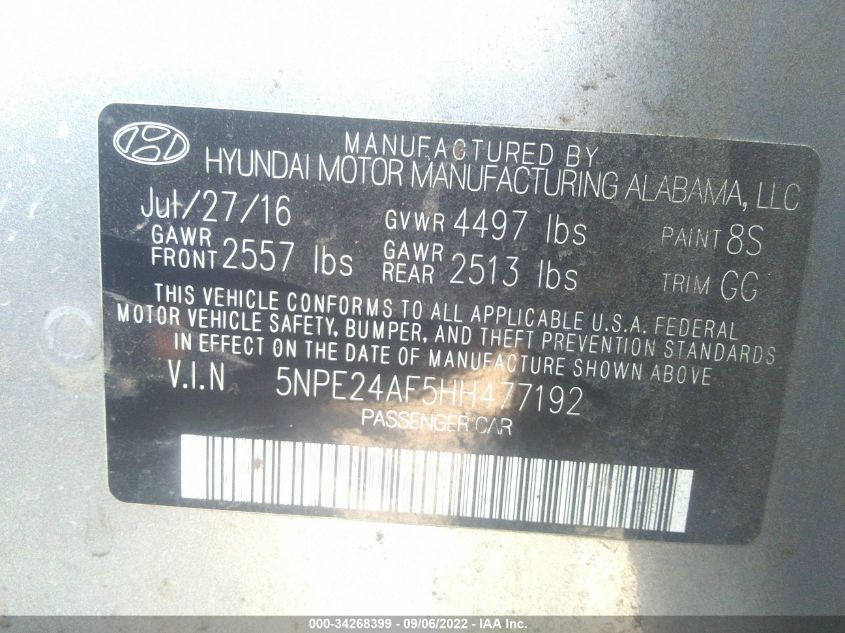 MANUFACTURED BY
HYUNDAI MOTOR MANUFACTURING ALABAMA, LLC
Jul/27/16 GVWR 4497 lbs PAINT 8S
GAWR FRONT 2557 lbs GAWR REAR 2513 lbs TRIM GG
THIS VEHICLE CONFORMS TO ALL APPLICABLE U.S.A. FEDERAL
MOTOR VEHICLE SAFETY, BUMPER, AND THEFT PREVENTION STANDARDS
IN EFFECT ON THE DATE OF MANUFACTURE SHOWN ABOVE
V.I.N 5NPE24AF5HH477192
PASSENGER CAR
000-34268399 - 09/06/2022 - IAA Inc.